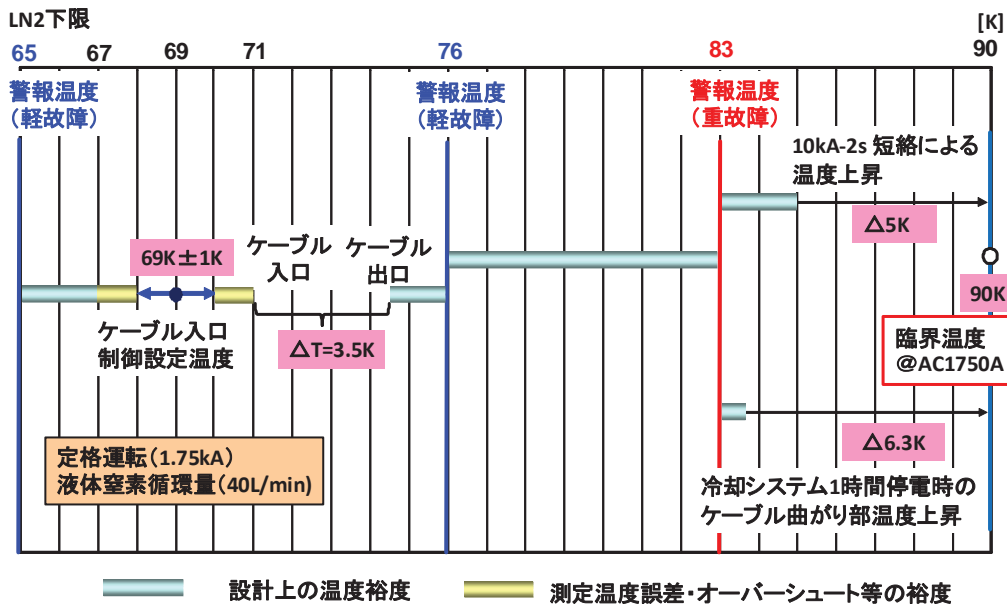 LN2下限
[K]
65 67 69 71 76 83 90
警報温度
(軽故障)
警報温度
(軽故障)
警報温度
(重故障)
10kA-2s 短絡による
温度上昇
△5K
69K±1K
ケーブル
入口
ケーブル
出口
90K
ケーブル入口
制御設定温度
△T=3.5K
臨界温度
@AC1750A
△6.3K
定格運転(1.75kA)
液体窒素循環量(40L/min)
冷却システム1時間停電時の
ケーブル曲がり部温度上昇
設計上の温度裕度
測定温度誤差・オーバーシュート等の裕度